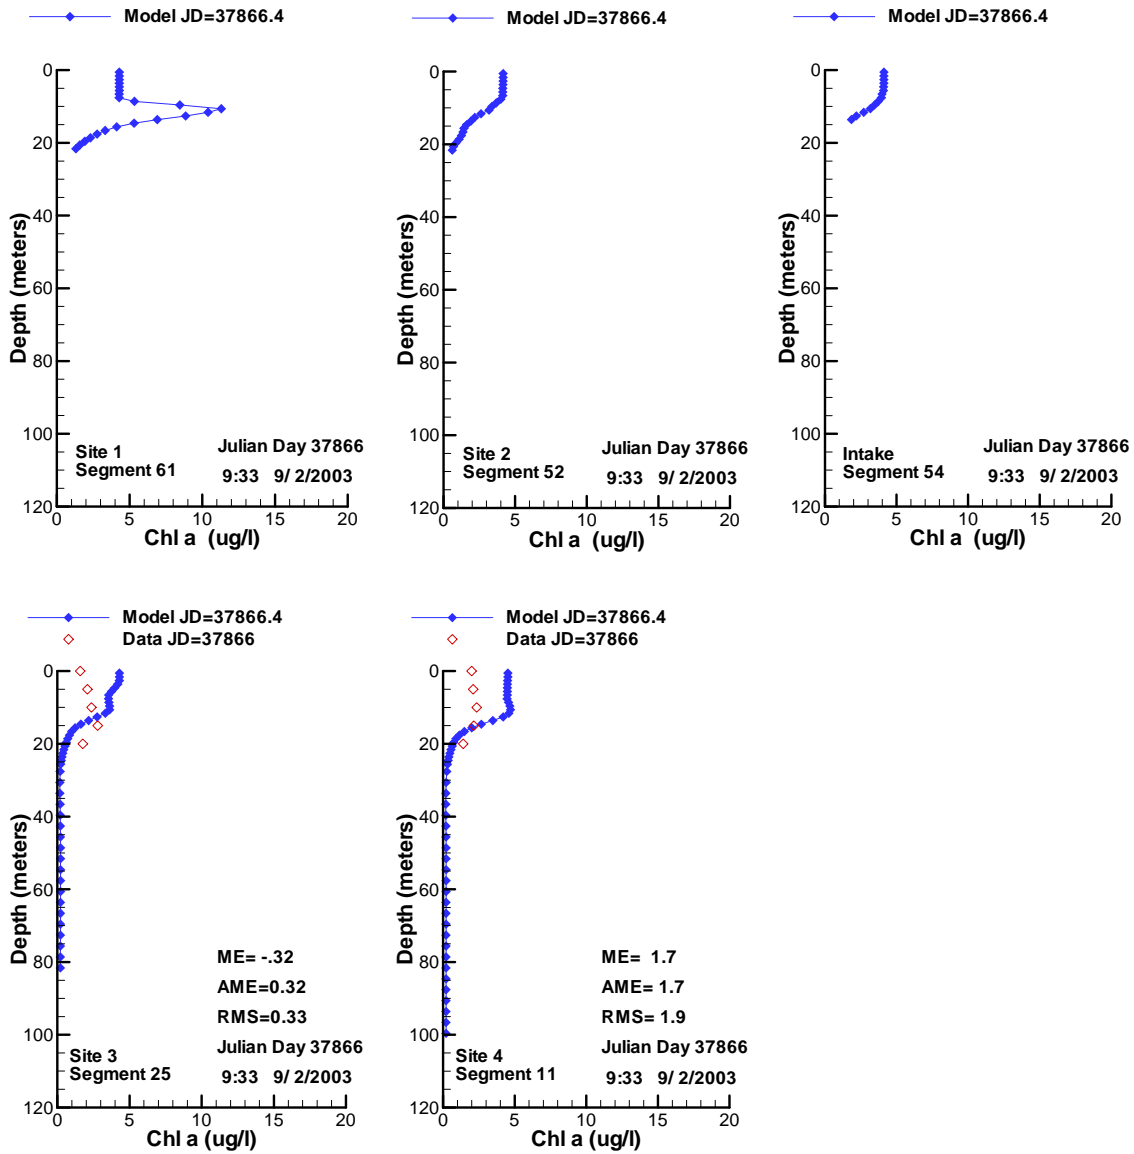 Model JD=37866.4
0
20
40
60
80
100
120
Depth (meters)
Site 1
Segment 61
Julian Day 37866
9:33 9/ 2/2003
0 5 10 15 20
Chl a (ug/l)
Model JD=37866.4
0
20
40
60
80
100
120
Depth (meters)
Site 2
Segment 52
Julian Day 37866
9:33 9/ 2/2003
0 5 10 15 20
Chl a (ug/l)
Model JD=37866.4
0
20
40
60
80
100
120
Depth (meters)
Intake
Segment 54
Julian Day 37866
9:33 9/ 2/2003
0 5 10 15 20
Chl a (ug/l)
Model JD=37866.4
Data JD=37866
0
20
40
60
80
100
120
Depth (meters)
ME= -.32
AME=0.32
RMS=0.33
Site 3
Segment 25
Julian Day 37866
9:33 9/ 2/2003
0 5 10 15 20
Chl a (ug/l)
Model JD=37866.4
Data JD=37866
0
20
40
60
80
100
120
Depth (meters)
ME= 1.7
AME= 1.7
RMS= 1.9
Site 4
Segment 11
Julian Day 37866
9:33 9/ 2/2003
0 5 10 15 20
Chl a (ug/l)